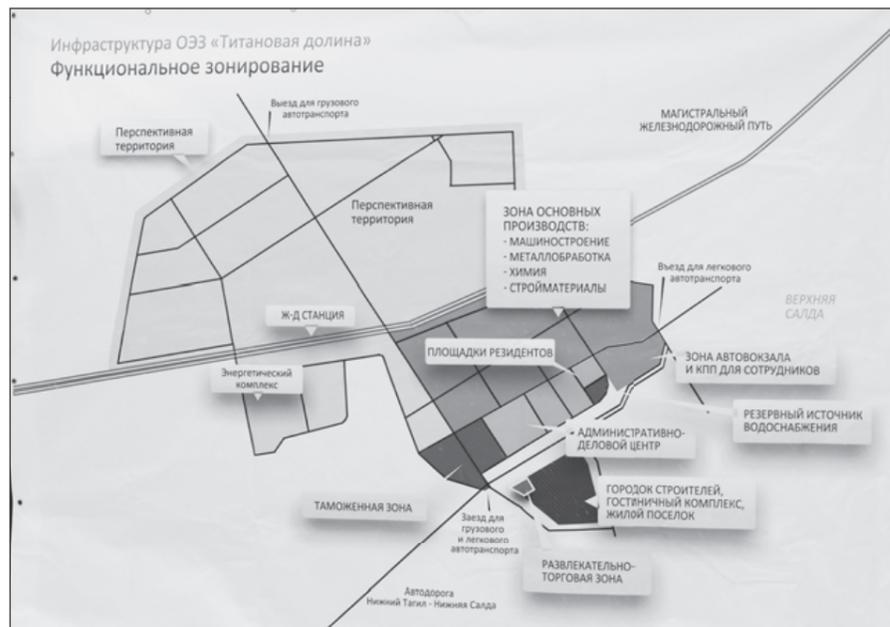 Инфраструктура ОЭЗ «Титановая долина»
Функциональное зонирование
Выезд для грузового
автотранспорта
МАГИСТРАЛЬНЫЙ
ЖЕЛЕЗНОДОРОЖНЫЙ ПУТЬ
Перспективная
территория
Перспективная
территория
ЗОНА ОСНОВНЫХ
ПРОИЗВОДСТВ:
- МАШИНОСТРОЕНИЕ
- МЕТАЛЛОБРАБОТКА
- ХИМИЯ
- СТРОЙМАТЕРИАЛЫ
Въезд для легкового
автотранспорта
ВЕРХНЯЯ
САЛДА
Ж-Д СТАНЦИЯ
ПЛОЩАДКИ РЕЗИДЕНТОВ
ЗОНА АВТОВОКЗАЛА
И КПП ДЛЯ СОТРУДНИКОВ
Энергетический
комплекс
РЕЗЕРВНЫЙ ИСТОЧНИК
ВОДОСНАБЖЕНИЯ
АДМИНИСТРАТИВНО-
ДЕЛОВОЙ ЦЕНТР
ТАМОЖЕННАЯ ЗОНА
ГОРОДОК СТРОИТЕЛЕЙ,
ГОСТИНИЧНЫЙ КОМПЛЕКС,
ЖИЛОЙ ПОСЕЛОК
Заезд для
грузового
и легкового
автотранспорта
РАЗВЛЕКАТЕЛЬНО-
ТОРГОВАЯ ЗОНА
Автодорога
Нижний Тагил - Нижняя Салда